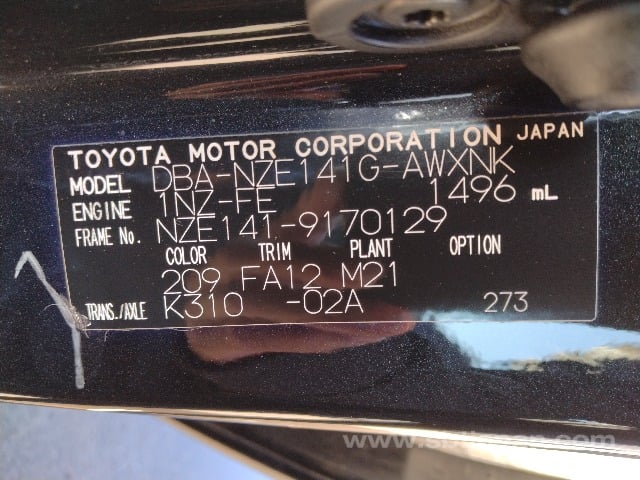 TOYOTA MOTOR CORPORATION JAPAN
MODEL DBA-NZE141G-AWXNK
ENGINE 1NZ-FE 1496 mL
FRAME No. NZE141-9170129
COLOR TRIM PLANT OPTION
209 FA12 M21
TRANS./AXLE K310 -02A 273